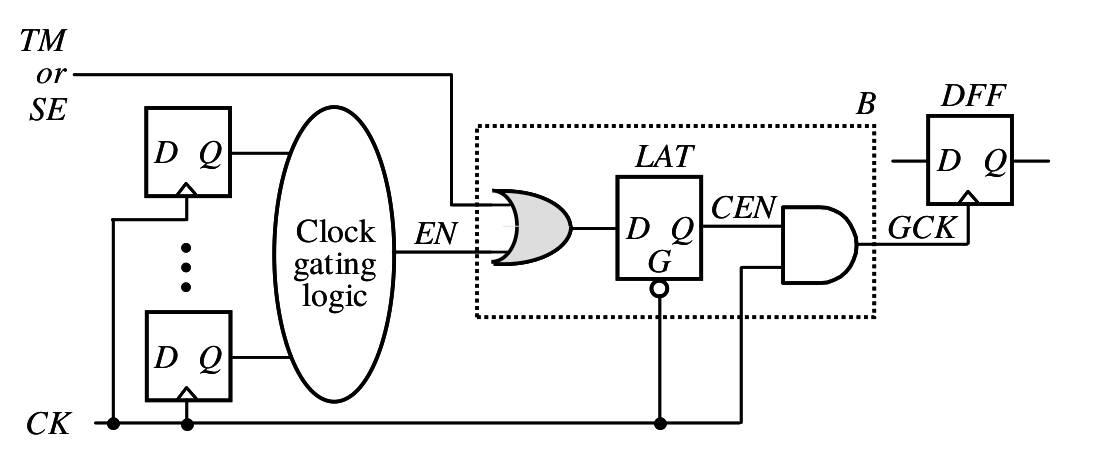 TM
or
SE
D Q
Clock
gating
logic
D Q
CK
EN
B
LAT
D Q
G
CEN
GCK
DFF
D Q